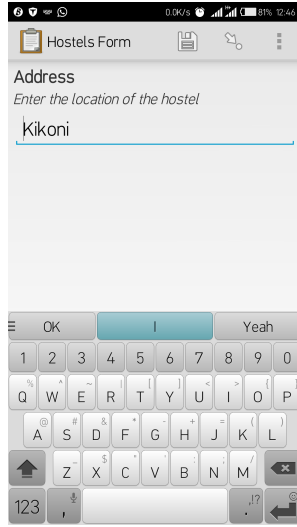 0.0K/s 81% 12:46
Hostels Form
Address
Enter the location of the hostel
Kikoni
OK I Yeah
1 2 3 4 5 6 7 8 9 0
% ^ ~ | [ ] < > { }
Q W E R T Y U I O P
@ # & * - + = ( )
A S D F G H J K L
_ $ " ' : ; /
Z X C V B N M
123 , .,!?